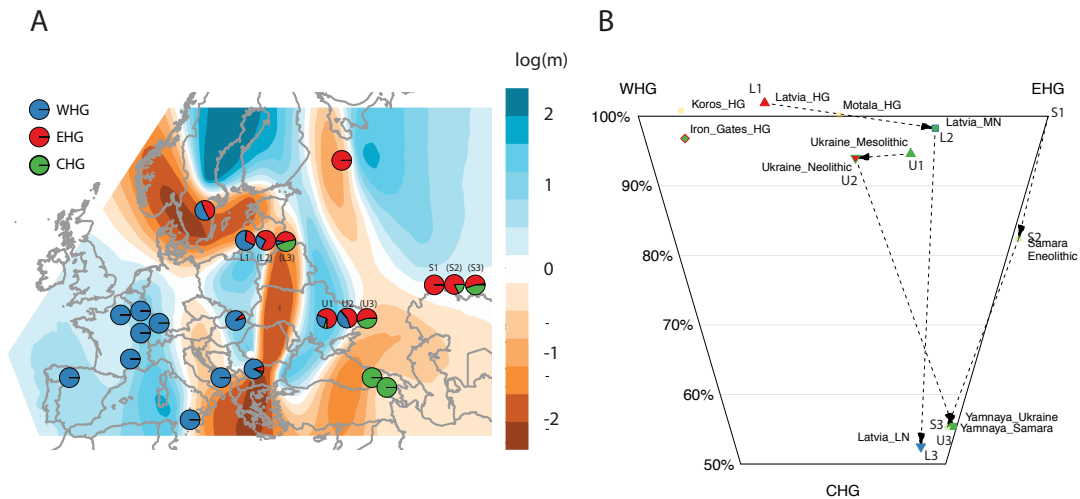 A
B
log(m)
WHG
EHG
CHG
2
1
0
-
-1
-
-2
L1 (L2) (L3)
S1 (S2) (S3)
U1 U2 (U3)
WHG
EHG
L1
Koros_HG
Latvia_HG
Motala_HG
S1
100%
Iron_Gates_HG
Latvia_MN
L2
Ukraine_Mesolithic
U1
Ukraine_Neolithic
U2
90%
S2
Samara
Eneolithic
80%
70%
60%
Yamnaya_Ukraine
S3
Yamnaya_Samara
Latvia_LN
U3
L3
50%
CHG